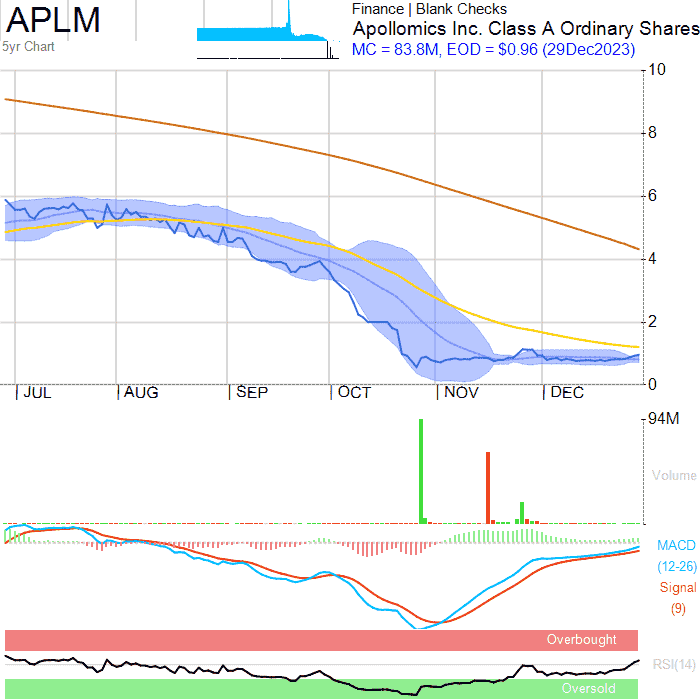 APLM
5yr Chart
Finance | Blank Checks
Apollomics Inc. Class A Ordinary Shares
MC = 83.8M, EOD = $0.96 (29Dec2023)
10
8
6
4
2
0
JUL
AUG
SEP
OCT
NOV
DEC
94M
Volume
MACD
(12-26)
Signal
(9)
Overbought
RSI(14)
Oversold